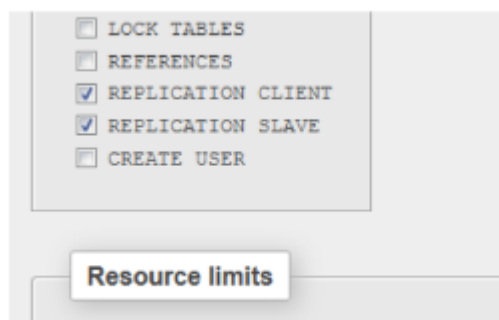 LOCK TABLES
REFERENCES
REPLICATION CLIENT
REPLICATION SLAVE
CREATE USER
Resource limits